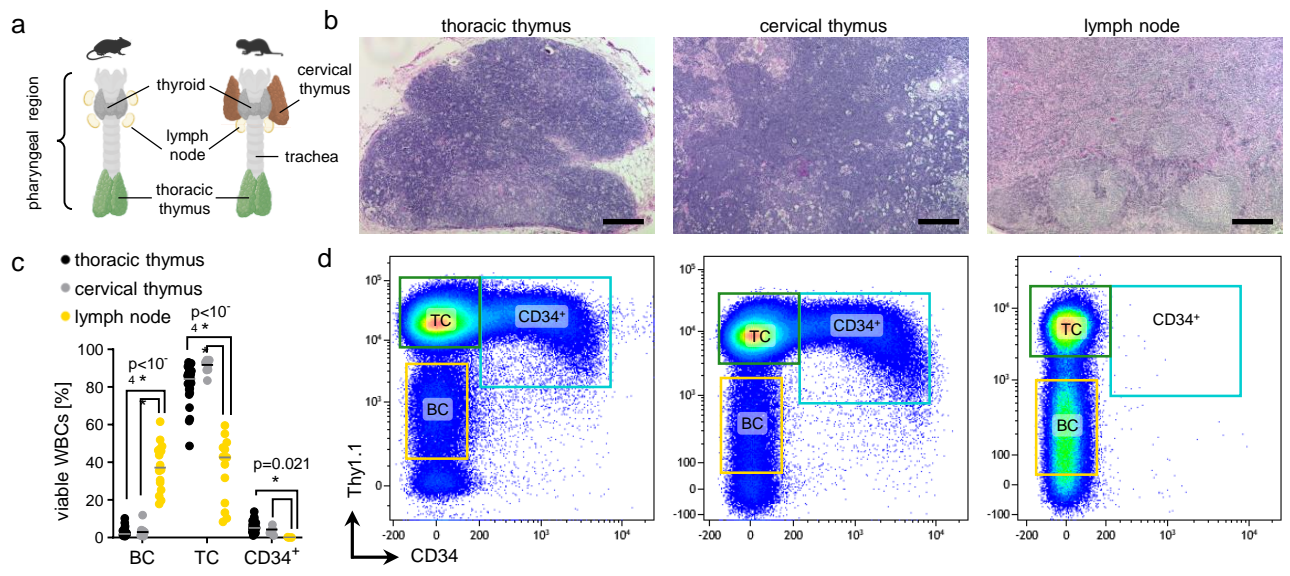 a
pharyngeal region
thyroid
cervical
thymus
lymph
node
trachea
thoracic
thymus
b
thoracic thymus
cervical thymus
lymph node
c
thoracic thymus
cervical thymus
lymph node
viable WBCs [%]
100
80
60
40
20
0
p<10-
4 *
*
p<10-
4 *
*
p=0.021
*
BC
TC
CD34+
d
Thy1.1
CD34
10⁵
10⁴
10³
0
-200
0
200
10³
10⁴
TC
CD34+
BC
10⁵
10⁴
10³
100
0
-100
-200
0
200
10³
10⁴
TC
CD34+
BC
10⁴
10³
100
0
-100
-200
0
200
10³
10⁴
TC
CD34+
BC